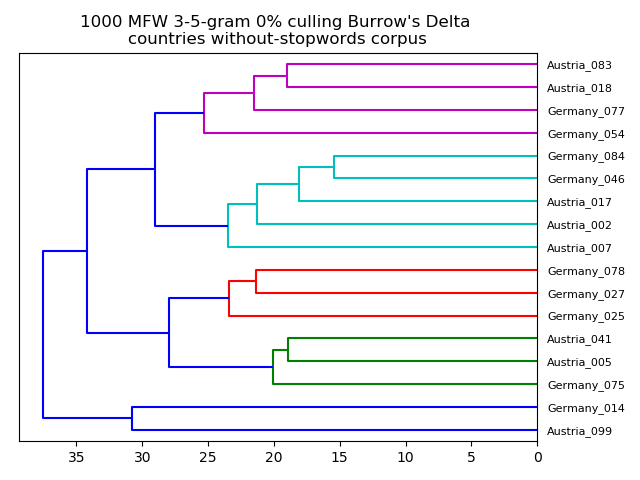 1000 MFW 3-5-gram 0% culling Burrow's Delta
countries without-stopwords corpus
Austria_083
Austria_018
Germany_077
Germany_054
Germany_084
Germany_046
Austria_017
Austria_002
Austria_007
Germany_078
Germany_027
Germany_025
Austria_041
Austria_005
Germany_075
Germany_014
Austria_099
35 30 25 20 15 10 5 0